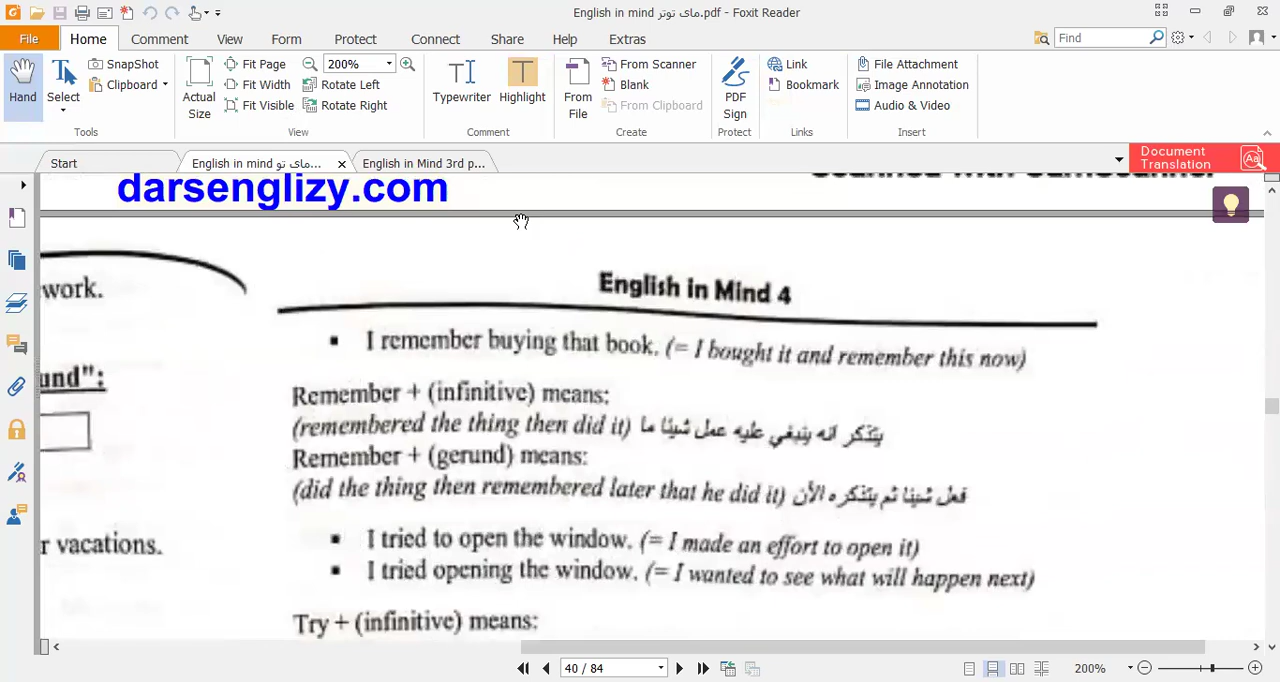 English in mind ماى توتر.pdf - Foxit Reader
File Home Comment View Form Protect Connect Share Help Extras Find
Hand
Select
SnapShot
Clipboard
Tools
Actual Size
Fit Page
Fit Width
Fit Visible
200%
Rotate Left
Rotate Right
View
Typewriter
Highlight
Comment
From File
From Scanner
Blank
From Clipboard
Create
PDF Sign
Protect
Link
Bookmark
Links
File Attachment
Image Annotation
Audio & Video
Insert
Start English in mind ماى تو... English in Mind 3rd p...
Document Translation
darsenglizy.com
Scanned with CamScanner
work.
und":
r vacations.
English in Mind 4
▪ I remember buying that book. (= I bought it and remember this now)
Remember + (infinitive) means:
(remembered the thing then did it) يتذكر انه ينبغي عليه عمل شيئا ما
Remember + (gerund) means:
(did the thing then remembered later that he did it) فعل شيئا ثم يتذكره الأن
▪ I tried to open the window. (= I made an effort to open it)
▪ I tried opening the window. (= I wanted to see what will happen next)
Try + (infinitive) means:
40 / 84
200%